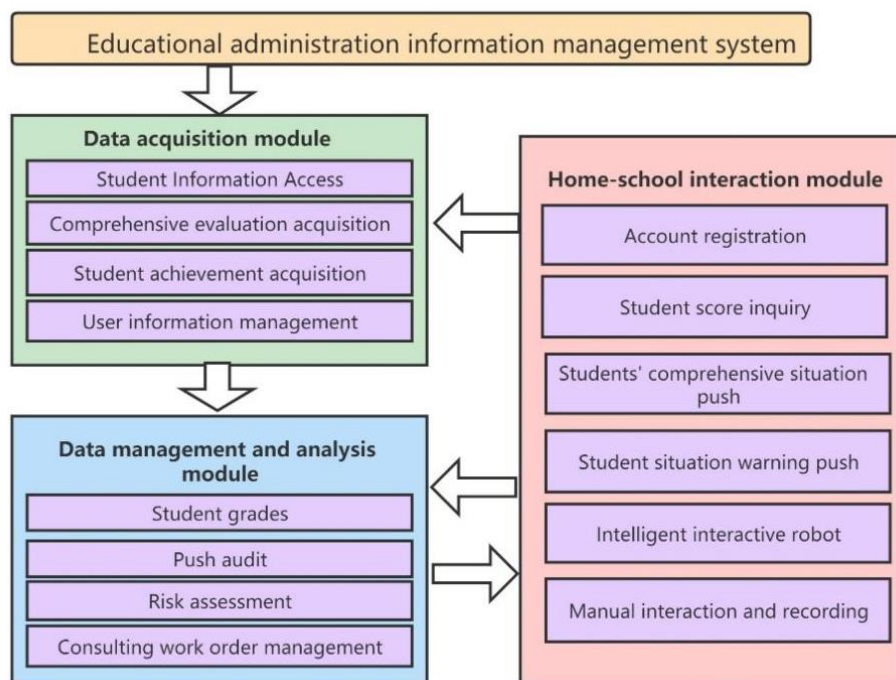 Educational administration information management system
Data acquisition module
Student Information Access
Comprehensive evaluation acquisition
Student achievement acquisition
User information management
Data management and analysis
module
Student grades
Push audit
Risk assessment
Consulting work order management
Home-school interaction module
Account registration
Student score inquiry
Students' comprehensive situation
push
Student situation warning push
Intelligent interactive robot
Manual interaction and recording